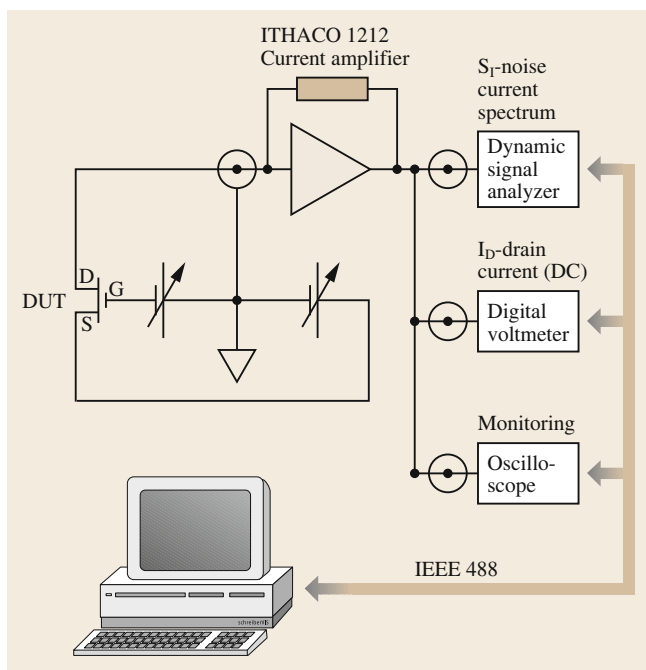 ITHACO 1212
Current amplifier
S_I-noise
current
spectrum
Dynamic
signal
analyzer
D
G
DUT
S
I_D-drain
current (DC)
Digital
voltmeter
Monitoring
Oscillo-
scope
IEEE 488